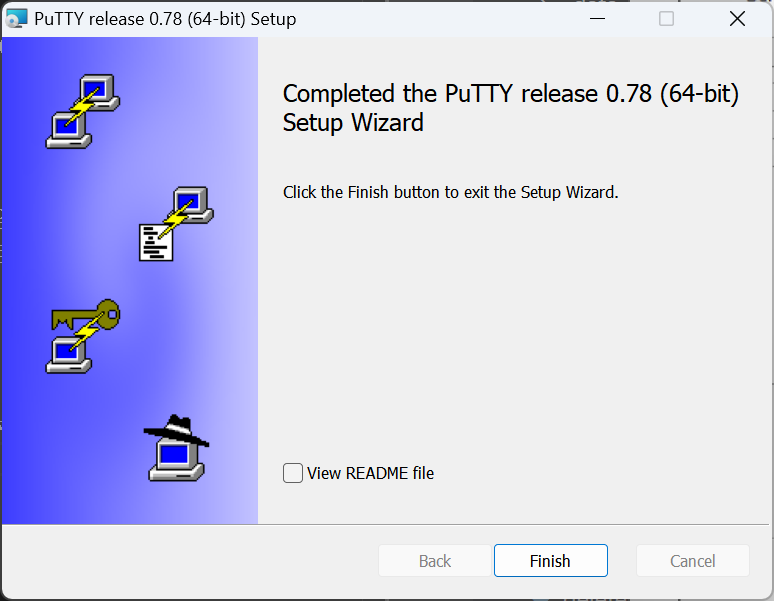 PuTTY release 0.78 (64-bit) Setup
Completed the PuTTY release 0.78 (64-bit)
Setup Wizard
Click the Finish button to exit the Setup Wizard.
View README file
Back
Finish
Cancel